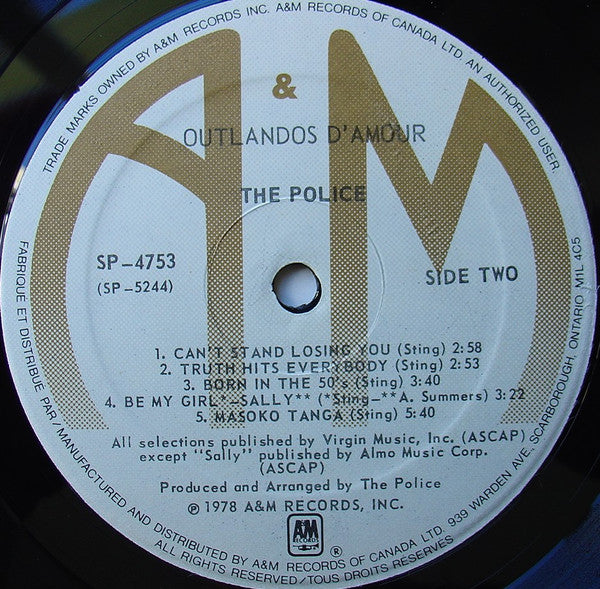 TRADE MARKS OWNED BY A&M RECORDS INC. A&M RECORDS OF CANADA LTD. AN AUTHORIZED USER.
A & M
OUTLANDOS D'AMOUR
THE POLICE
SP-4753
(SP-5244)
SIDE TWO
1. CAN'T STAND LOSING YOU (Sting) 2:58
2. TRUTH HITS EVERYBODY (Sting) 2:53
3. BORN IN THE 50's (Sting) 3:40
4. BE MY GIRL*-SALLY** (*Sting-**A. Summers) 3:22
5. MASOKO TANGA (Sting) 5:40
All selections published by Virgin Music, Inc. (ASCAP)
except "Sally" published by Almo Music Corp.
(ASCAP)
Produced and Arranged by The Police
℗ 1978 A&M RECORDS, INC.
A&M
RECORDS
®
FABRIQUÉ ET DISTRIBUÉ PAR/MANUFACTURED AND DISTRIBUTED BY A&M RECORDS OF CANADA LTD. 939 WARDEN AVE. SCARBOROUGH, ONTARIO M1L 4C5
ALL RIGHTS RESERVED/TOUS DROITS RESERVÉS